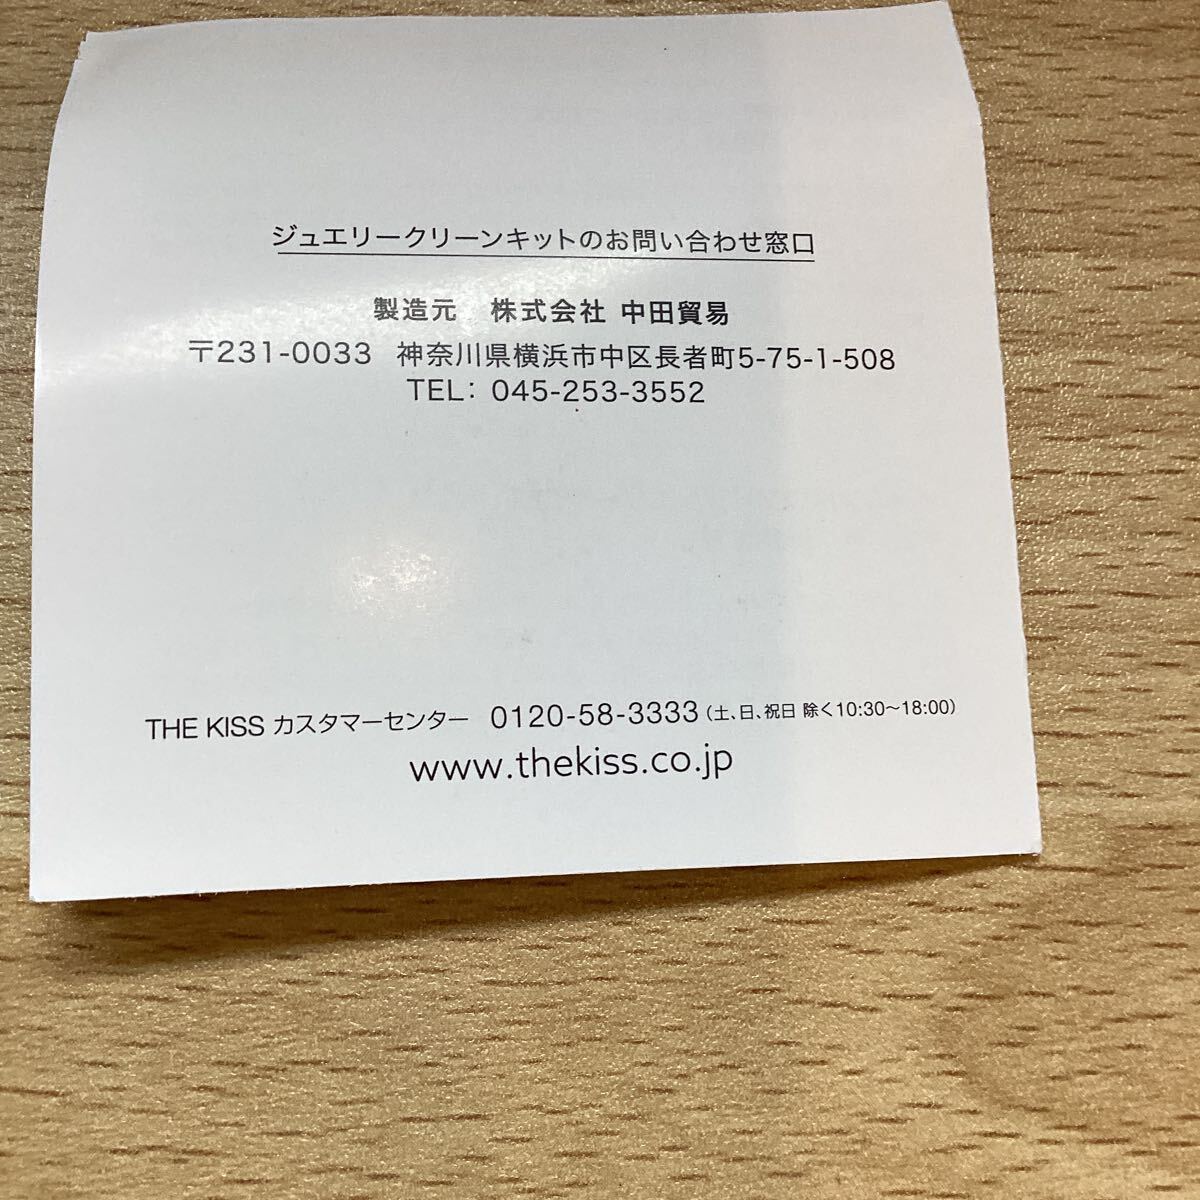 ジュエリークリーンキットのお問い合わせ窓口
製造元　株式会社 中田貿易
〒231-0033　神奈川県横浜市中区長者町5-75-1-508
TEL: 045-253-3552
THE KISS カスタマーセンター 0120-58-3333（土、日、祝日 除く10:30〜18:00）
www.thekiss.co.jp